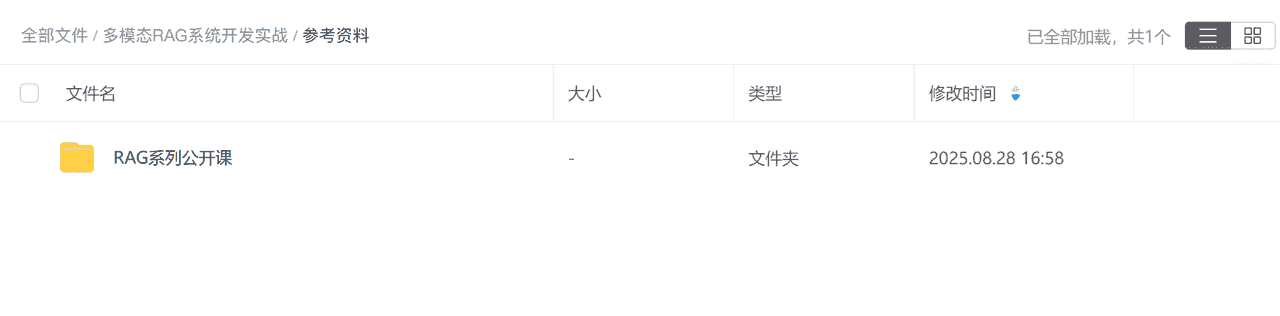 全部文件 / 多模态RAG系统开发实战 / 参考资料
已全部加载，共1个
文件名 大小 类型 修改时间
RAG系列公开课 - 文件夹 2025.08.28 16:58